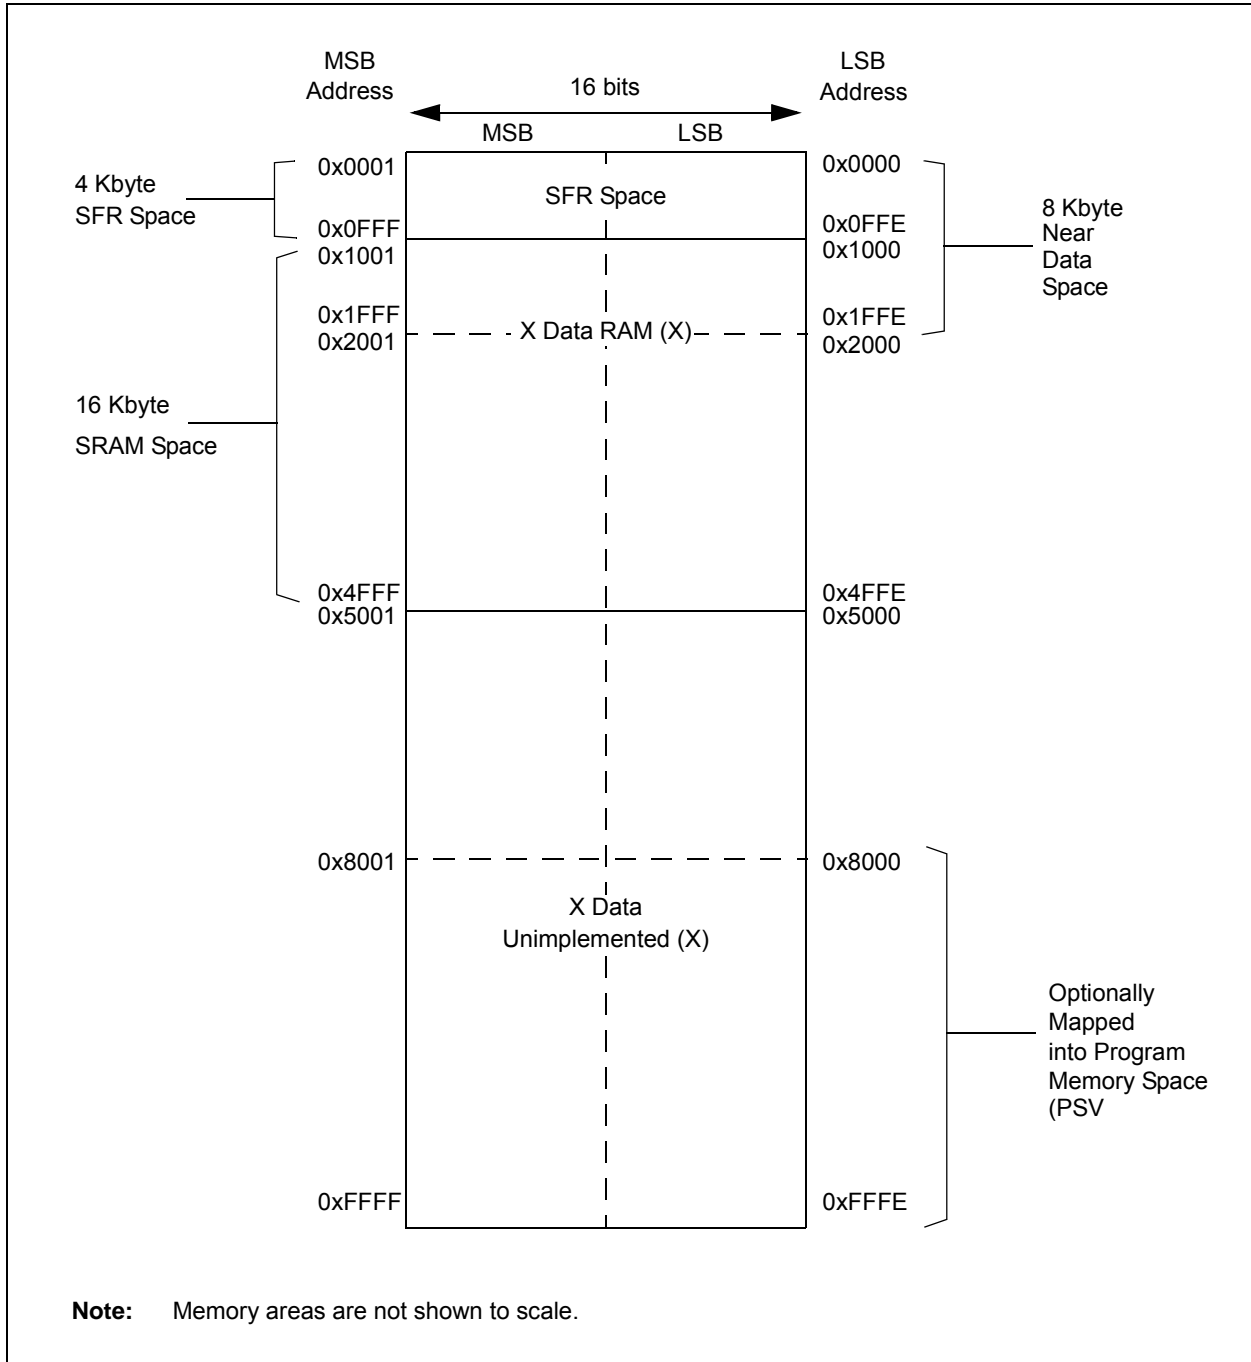 MSB
Address
LSB
Address
16 bits
MSB
LSB
0x0001
0x0000
4 Kbyte
SFR Space
SFR Space
8 Kbyte
Near
Data
Space
0x0FFF
0x0FFE
0x1001
0x1000
0x1FFF
0x1FFE
X Data RAM (X)
0x2001
0x2000
16 Kbyte
SRAM Space
0x4FFF
0x4FFE
0x5001
0x5000
0x8001
0x8000
X Data
Unimplemented (X)
Optionally
Mapped
into Program
Memory Space
(PSV
0xFFFF
0xFFFE
Note: Memory areas are not shown to scale.